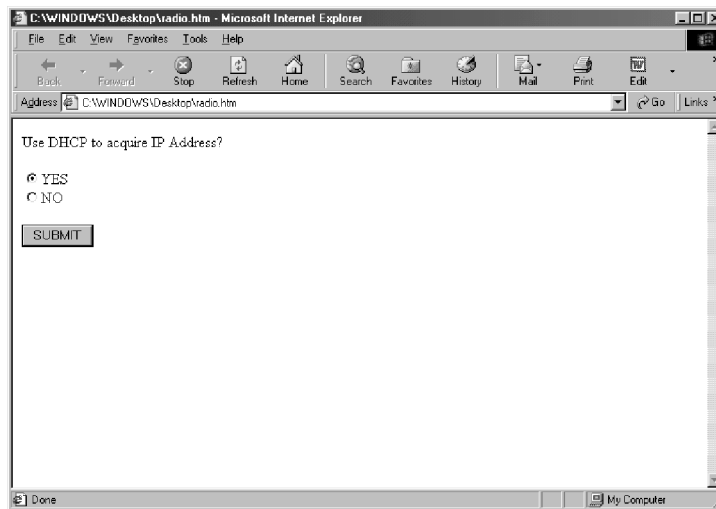 C:\WINDOWS\Desktop\radio.htm - Microsoft Internet Explorer
File Edit View Favorites Tools Help
Back Forward Stop Refresh Home Search Favorites History Mail Print Edit
Address C:\WINDOWS\Desktop\radio.htm Go Links
Use DHCP to acquire IP Address?
YES
NO
SUBMIT
Done My Computer